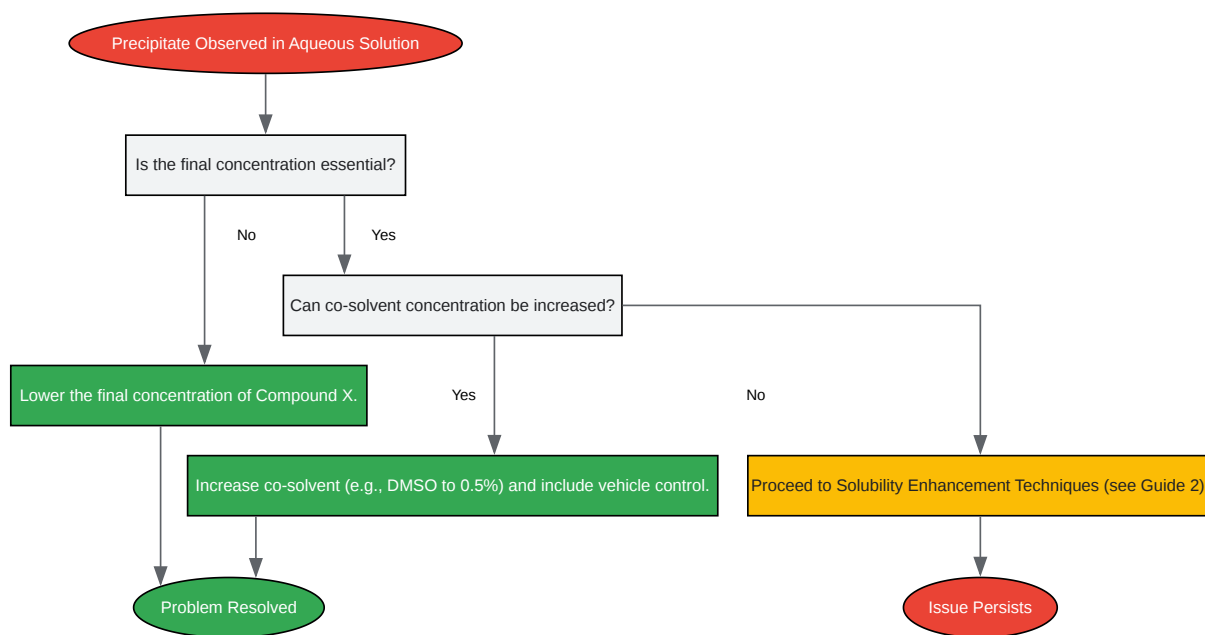 Precipitate Observed in Aqueous Solution
Is the final concentration essential?
No
Yes
Can co-solvent concentration be increased?
Lower the final concentration of Compound X.
Yes
No
Increase co-solvent (e.g., DMSO to 0.5%) and include vehicle control.
Proceed to Solubility Enhancement Techniques (see Guide 2)
Problem Resolved
Issue Persists